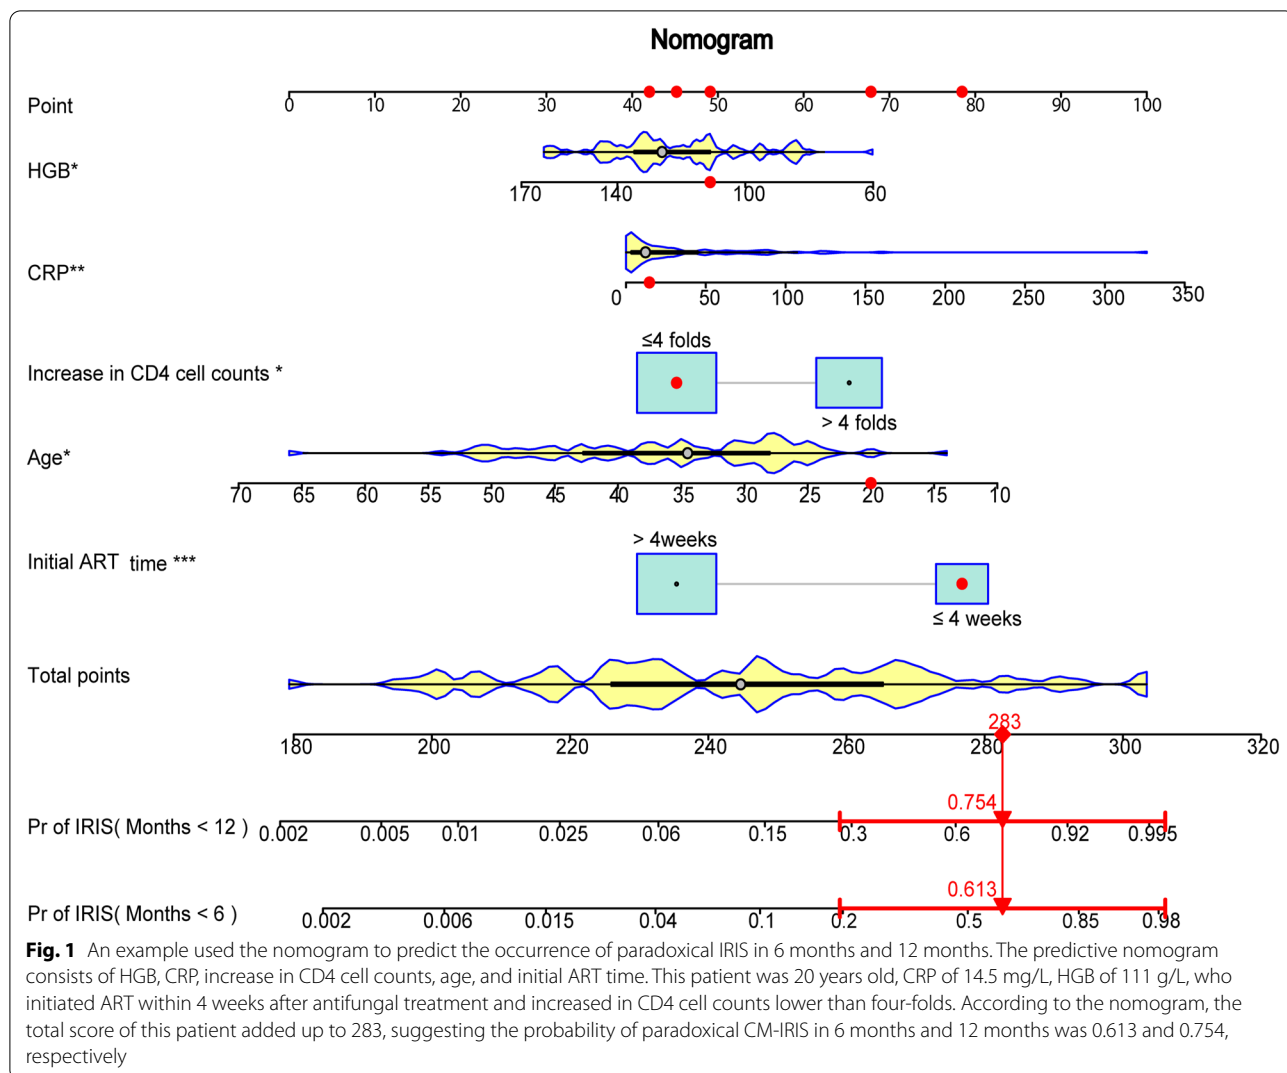 Nomogram
Point
0 10 20 30 40 50 60 70 80 90 100
HGB*
170 140 100 60
CRP**
0 50 100 150 200 250 300 350
≤4 folds
Increase in CD4 cell counts *
> 4 folds
Age*
70 65 60 55 50 45 40 35 30 25 20 15 10
> 4weeks
Initial ART time ***
≤ 4 weeks
Total points
283
180 200 220 240 260 280 300 320
0.754
Pr of IRIS( Months < 12 )
0.002 0.005 0.01 0.025 0.06 0.15 0.3 0.6 0.92 0.995
0.613
Pr of IRIS( Months < 6 )
0.002 0.006 0.015 0.04 0.1 0.2 0.5 0.85 0.98
Fig. 1 An example used the nomogram to predict the occurrence of paradoxical IRIS in 6 months and 12 months. The predictive nomogram
consists of HGB, CRP, increase in CD4 cell counts, age, and initial ART time. This patient was 20 years old, CRP of 14.5 mg/L, HGB of 111 g/L, who
initiated ART within 4 weeks after antifungal treatment and increased in CD4 cell counts lower than four-folds. According to the nomogram, the
total score of this patient added up to 283, suggesting the probability of paradoxical CM-IRIS in 6 months and 12 months was 0.613 and 0.754,
respectively